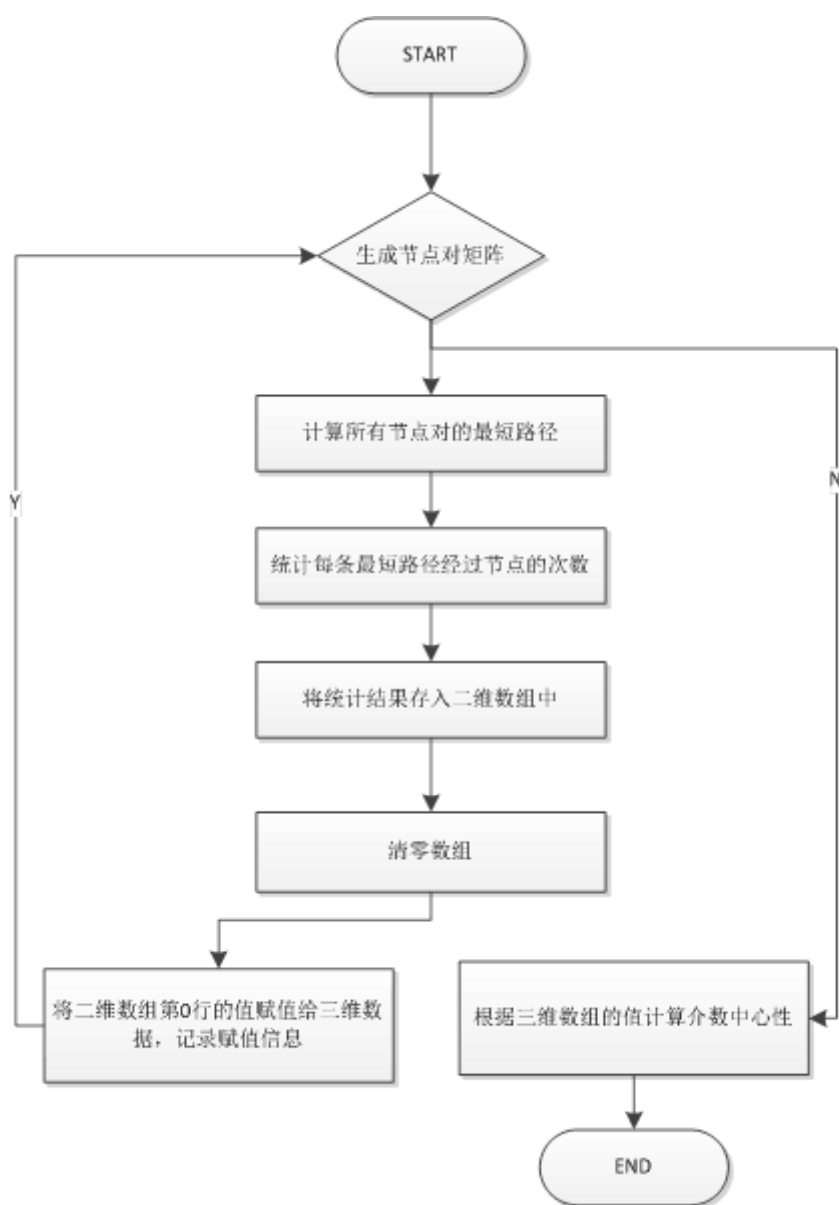 START
生成节点对矩阵
计算所有节点对的最短路径
N
Y
统计每条最短路径经过节点的次数
将统计结果存入二维数组中
清零数组
将二维数组第0行的值赋值给三维数
据，记录赋值信息
根据三维数组的值计算介数中心性
END